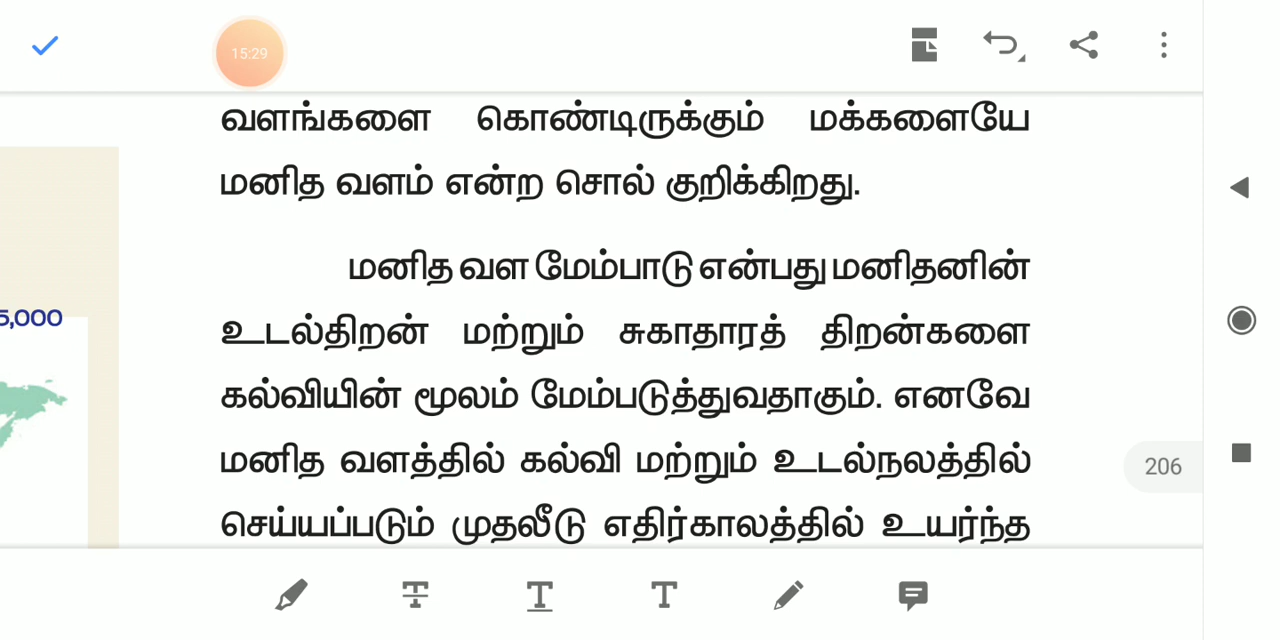 15:29
வளங்களை கொண்டிருக்கும் மக்களையே
மனித வளம் என்ற சொல் குறிக்கிறது.
மனித வள மேம்பாடு என்பது மனிதனின்
உடல்திறன் மற்றும் சுகாதாரத் திறன்களை
கல்வியின் மூலம் மேம்படுத்துவதாகும். எனவே
மனித வளத்தில் கல்வி மற்றும் உடல்நலத்தில்
செய்யப்படும் முதலீடு எதிர்காலத்தில் உயர்ந்த
5,000
206